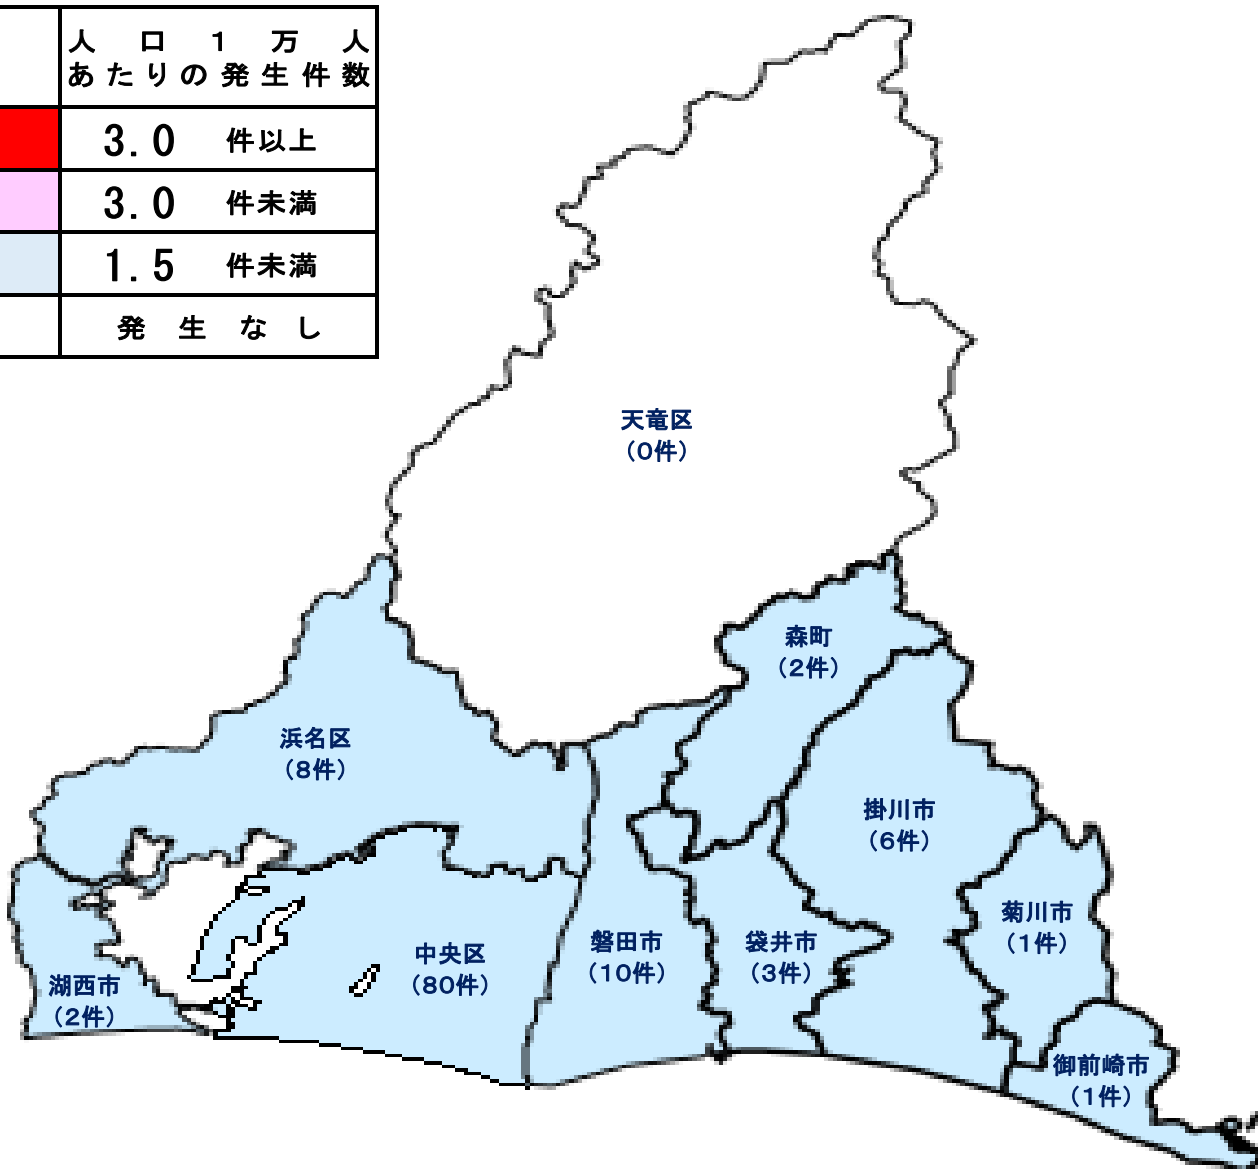 人口1万人
あたりの発生件数
3.0 件以上
3.0 件未満
1.5 件未満
発生なし
天竜区
(0件)
森町
(2件)
浜名区
(8件)
掛川市
(6件)
菊川市
(1件)
磐田市
(10件)
袋井市
(3件)
中央区
(80件)
湖西市
(2件)
御前崎市
(1件)